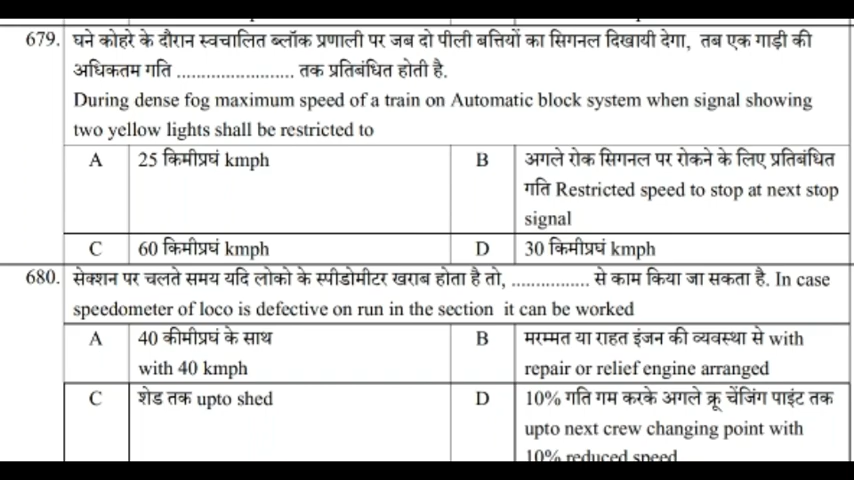 679. घने कोहरे के दौरान स्वचालित ब्लॉक प्रणाली पर जब दो पीली बत्तियों का सिगनल दिखायी देगा, तब एक गाड़ी की
अधिकतम गति ........................ तक प्रतिबंधित होती है.
During dense fog maximum speed of a train on Automatic block system when signal showing
two yellow lights shall be restricted to
A 25 किमीप्रघं kmph B अगले रोक सिगनल पर रोकने के लिए प्रतिबंधित
गति Restricted speed to stop at next stop
signal
C 60 किमीप्रघं kmph D 30 किमीप्रघं kmph
680. सेक्शन पर चलते समय यदि लोको के स्पीडोमीटर खराब होता है तो, ................ से काम किया जा सकता है. In case
speedometer of loco is defective on run in the section it can be worked
A 40 कीमीप्रघं के साथ B मरम्मत या राहत इंजन की व्यवस्था से with
with 40 kmph repair or relief engine arranged
C शेड तक upto shed D 10% गति गम करके अगले क्रू चेंजिंग पाइंट तक
upto next crew changing point with
10% reduced speed